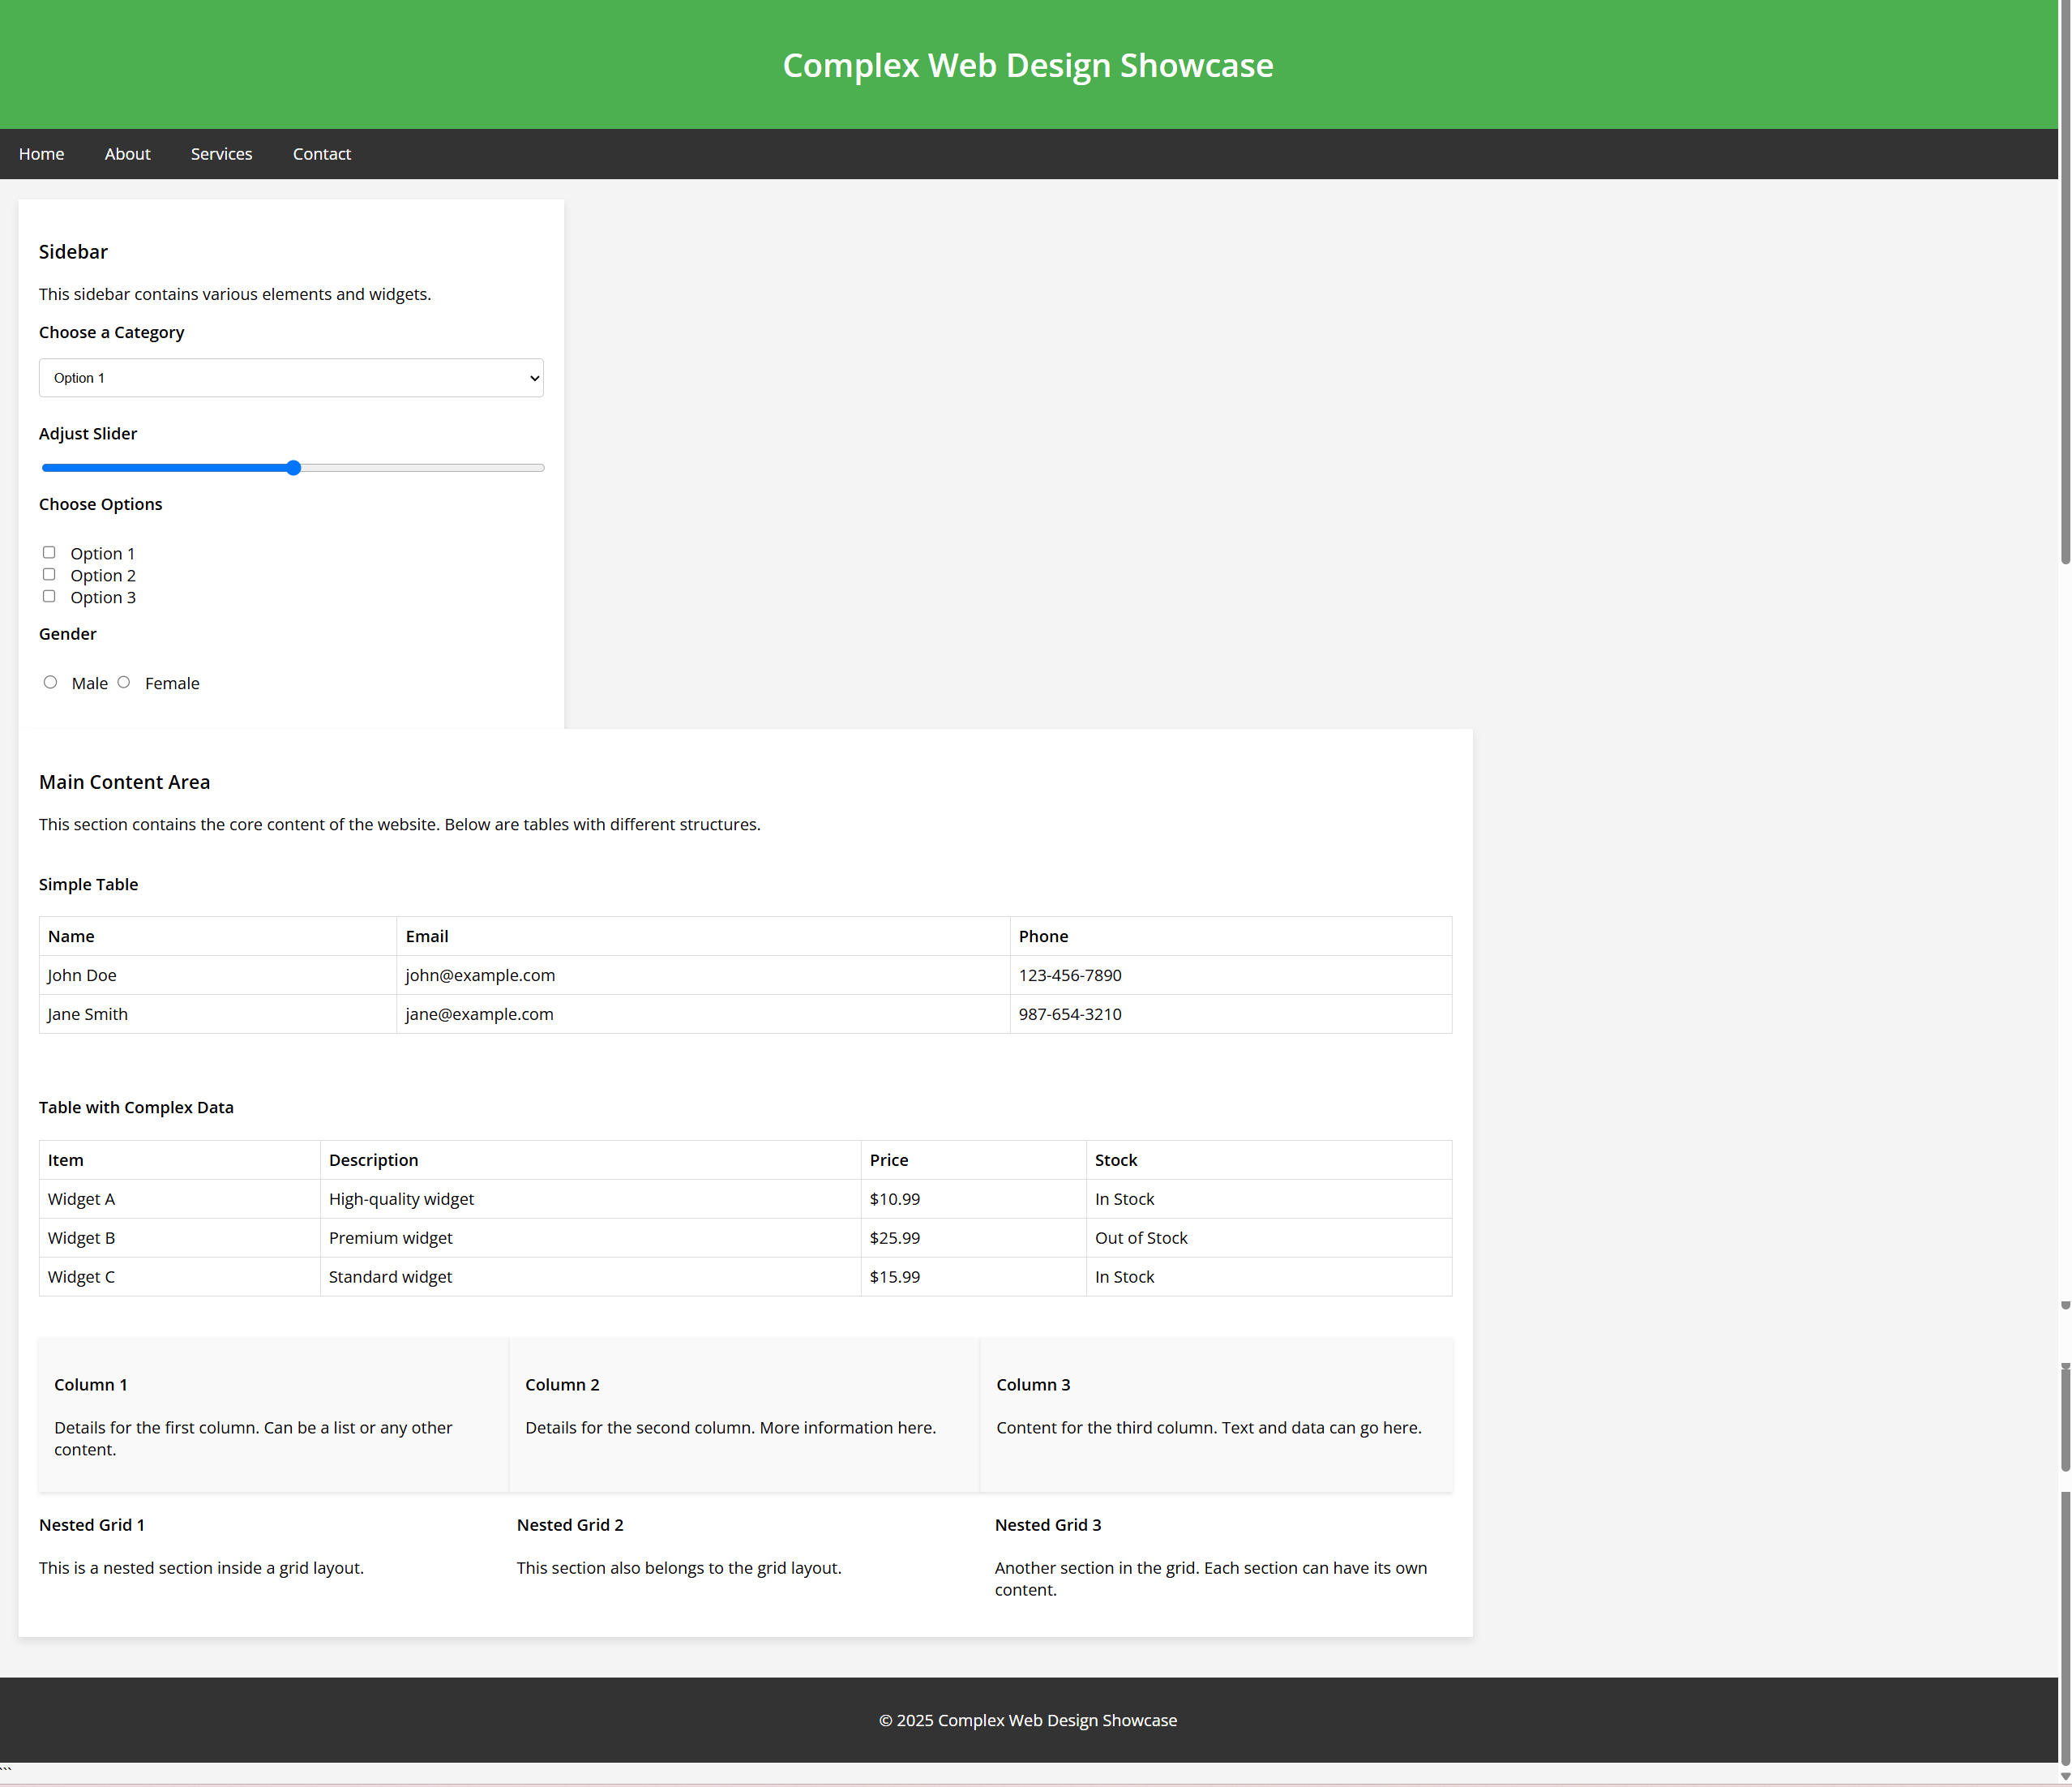 Complex Web Design Showcase
Home About Services Contact
Sidebar
This sidebar contains various elements and widgets.
Choose a Category
Option 1
Adjust Slider
Choose Options
Option 1
Option 2
Option 3
Gender
Male Female
Main Content Area
This section contains the core content of the website. Below are tables with different structures.
Simple Table
Name Email Phone
John Doe john@example.com 123-456-7890
Jane Smith jane@example.com 987-654-3210
Table with Complex Data
Item Description Price Stock
Widget A High-quality widget $10.99 In Stock
Widget B Premium widget $25.99 Out of Stock
Widget C Standard widget $15.99 In Stock
Column 1
Details for the first column. Can be a list or any other
content.
Column 2
Details for the second column. More information here.
Column 3
Content for the third column. Text and data can go here.
Nested Grid 1
This is a nested section inside a grid layout.
Nested Grid 2
This section also belongs to the grid layout.
Nested Grid 3
Another section in the grid. Each section can have its own
content.
© 2025 Complex Web Design Showcase
```